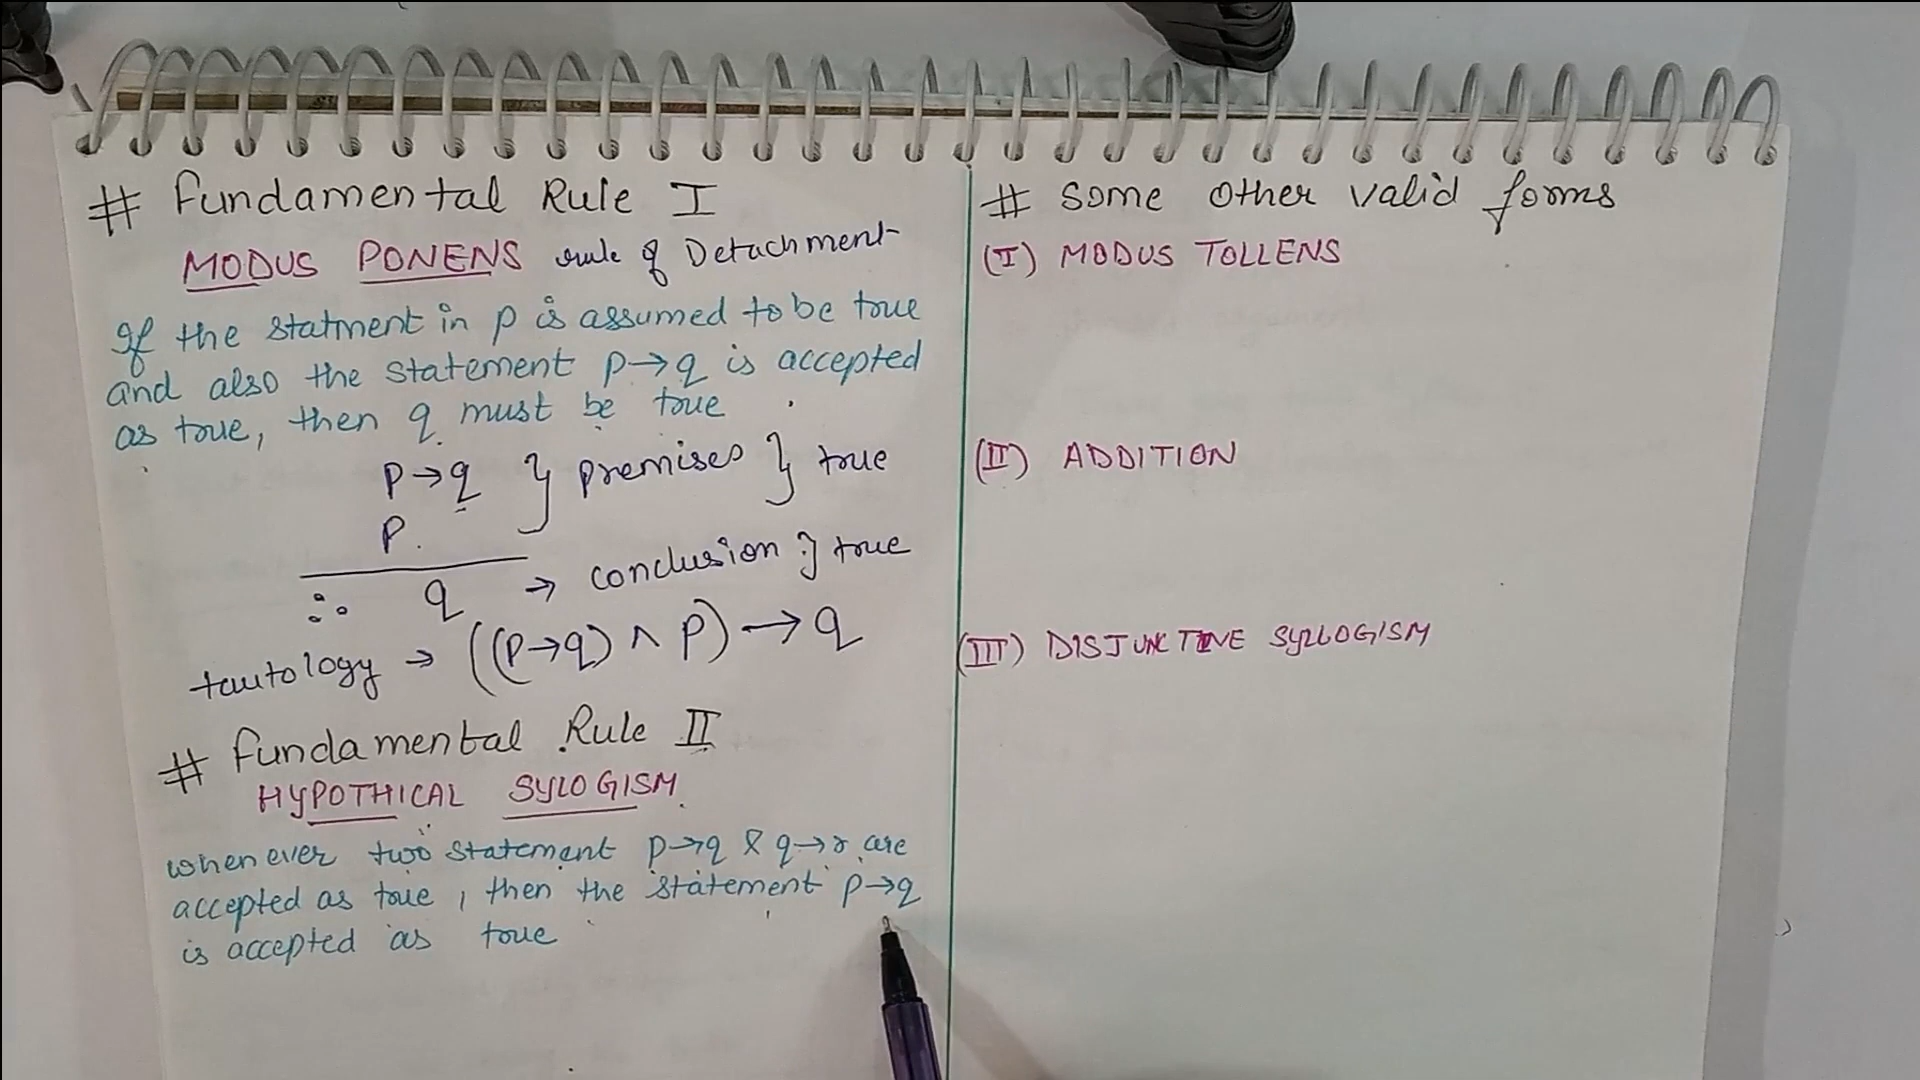 # Fundamental Rule I
MODUS PONENS rule of Detachment
If the statment in p is assumed to be true
and also the statement p→q is accepted
as true, then q must be true
p→q } premises } true
p.
∴ q → conclusion } true
tautology → ((p→q) ∧ p) → q
# Fundamental Rule II
HYPOTHICAL SYLOGISM
whenever two statement p→q & q→r are
accepted as true, then the statement p→q
is accepted as true
# Some Other valid forms
(I) MODUS TOLLENS
(II) ADDITION
(III) DISJUNCTIVE SYLLOGISM